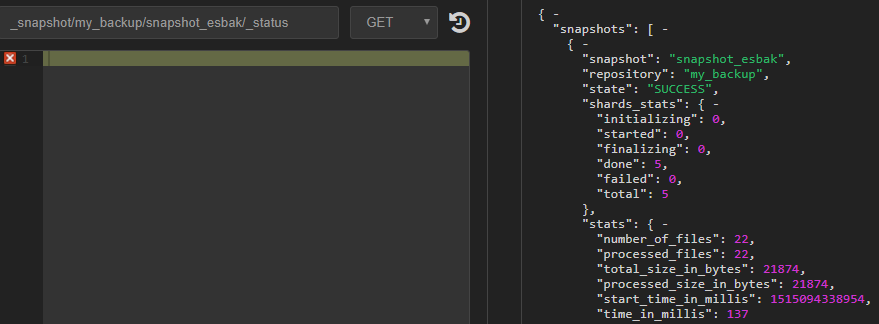 _snapshot/my_backup/snapshot_esbak/_status
GET
1
{ -
"snapshots": [ -
{ -
"snapshot": "snapshot_esbak",
"repository": "my_backup",
"state": "SUCCESS",
"shards_stats": { -
"initializing": 0,
"started": 0,
"finalizing": 0,
"done": 5,
"failed": 0,
"total": 5
},
"stats": { -
"number_of_files": 22,
"processed_files": 22,
"total_size_in_bytes": 21874,
"processed_size_in_bytes": 21874,
"start_time_in_millis": 1515094338954,
"time_in_millis": 137